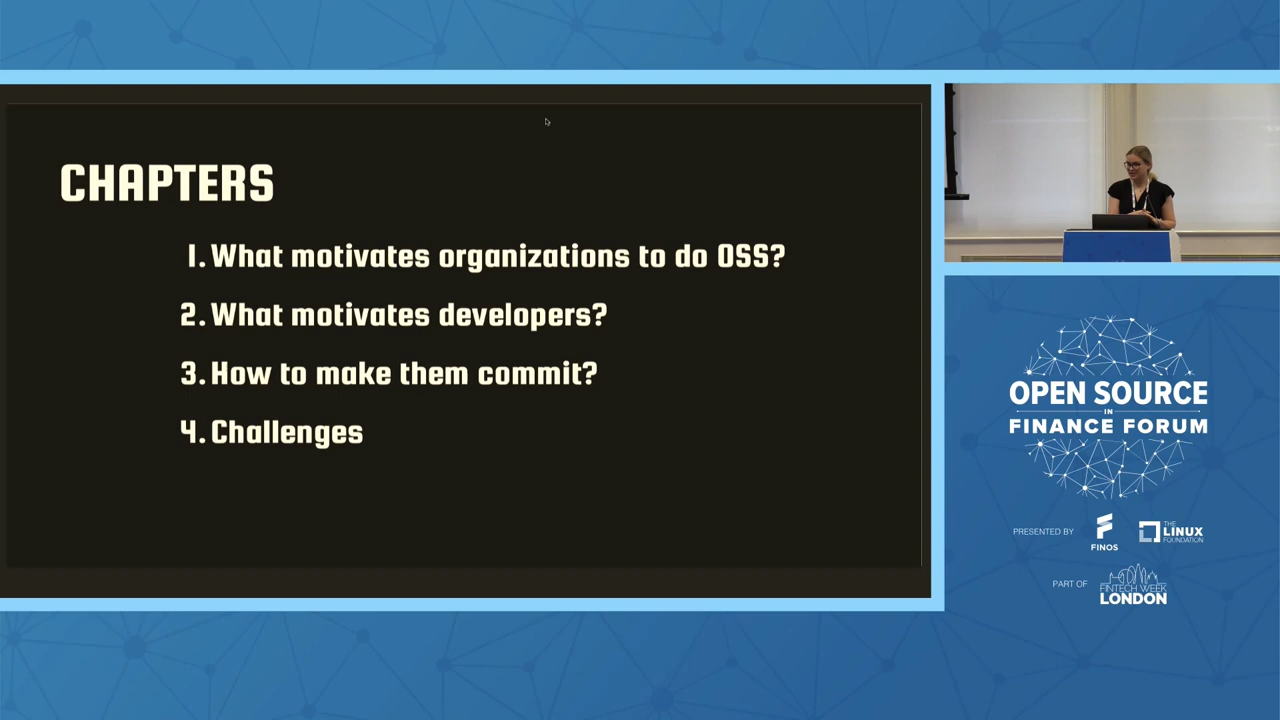 CHAPTERS
1. What motivates organizations to do OSS?
2. What motivates developers?
3. How to make them commit?
4. Challenges
OPEN SOURCE
IN
FINANCE FORUM
PRESENTED BY
FINOS
THE
LINUX
FOUNDATION
PART OF
FINTECH WEEK
LONDON